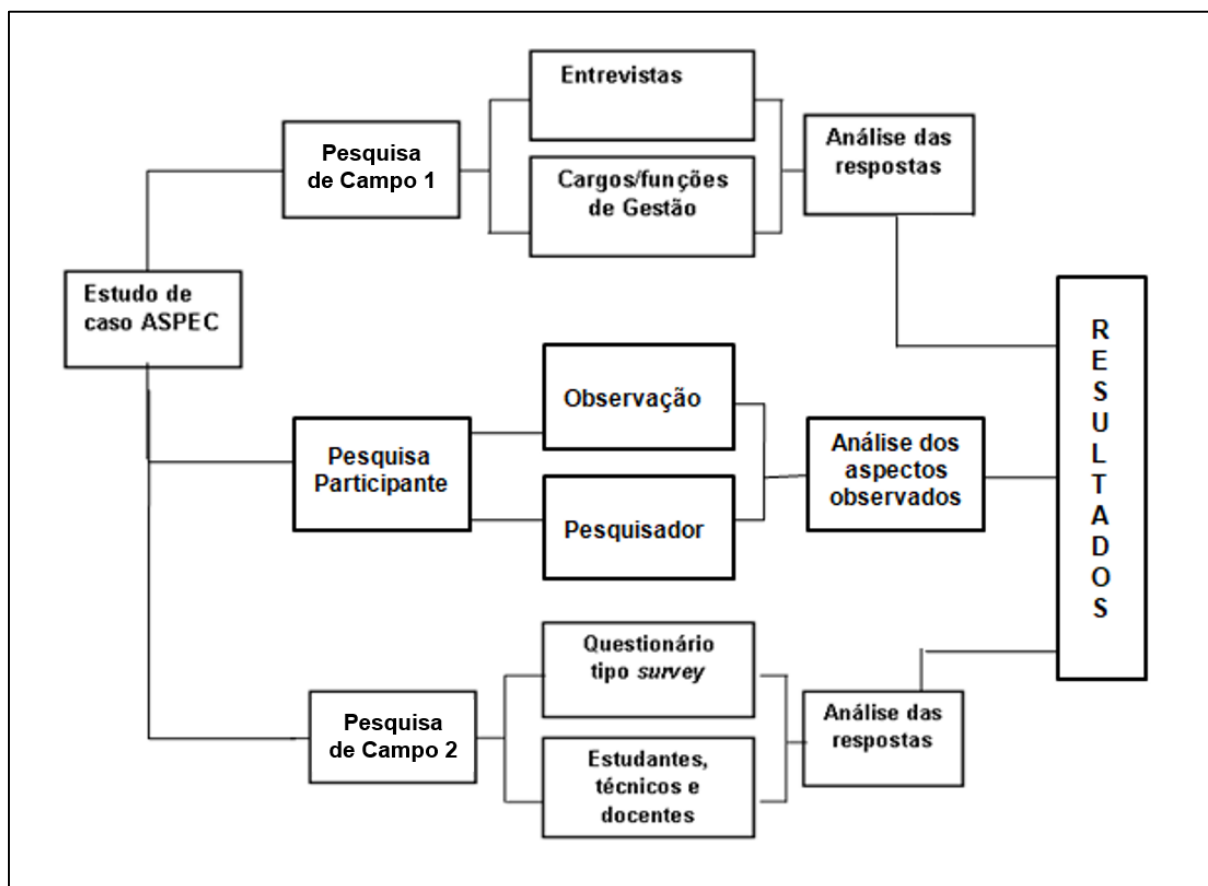 Entrevistas
Pesquisa
de Campo 1
Análise das
respostas
Cargos/funções
de Gestão
Estudo de
caso ASPEC
R
E
S
U
L
T
A
D
O
S
Observação
Pesquisa
Participante
Análise dos
aspectos
observados
Pesquisador
Questionário
tipo survey
Pesquisa
de Campo 2
Análise das
respostas
Estudantes,
técnicos e
docentes